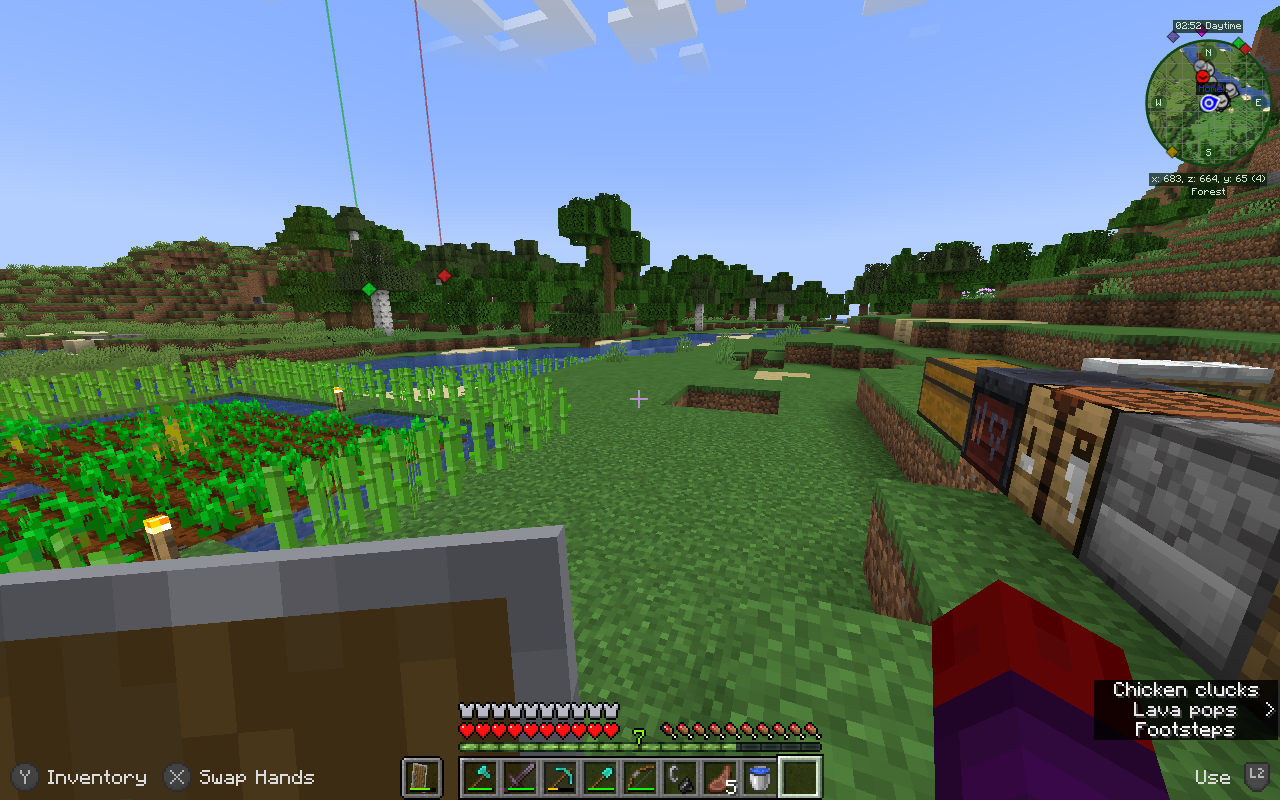 02:52 Daytime
N
W
E
S
x: 683, z: 664, y: 65 (4)
Forest
Chicken clucks
Lava pops >
Footsteps
7
5
Y Inventory X Swap Hands
Use L2